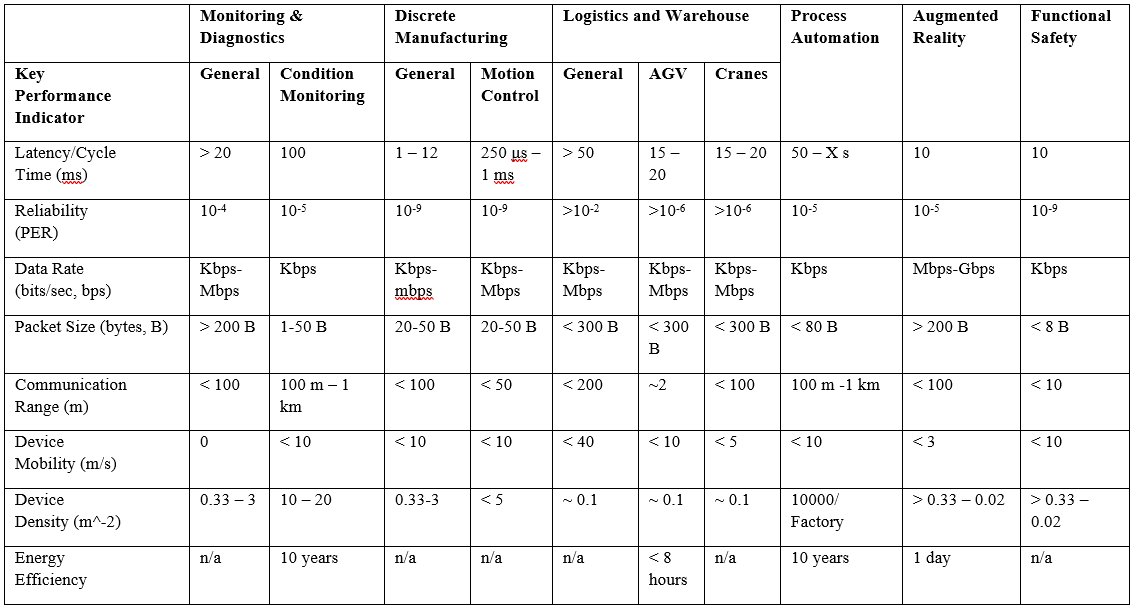 Monitoring & Diagnostics | Discrete Manufacturing | Logistics and Warehouse | Process Automation | Augmented Reality | Functional Safety
Key Performance Indicator | General | Condition Monitoring | General | Motion Control | General | AGV | Cranes
Latency/Cycle Time (ms) | > 20 | 100 | 1 – 12 | 250 µs – 1 ms | > 50 | 15 – 20 | 15 – 20 | 50 – X s | 10 | 10
Reliability (PER) | 10-4 | 10-5 | 10-9 | 10-9 | >10-2 | >10-6 | >10-6 | 10-5 | 10-5 | 10-9
Data Rate (bits/sec, bps) | Kbps-Mbps | Kbps | Kbps-mbps | Kbps-Mbps | Kbps-Mbps | Kbps-Mbps | Kbps-Mbps | Kbps | Mbps-Gbps | Kbps
Packet Size (bytes, B) | > 200 B | 1-50 B | 20-50 B | 20-50 B | < 300 B | < 300 B | < 300 B | < 80 B | > 200 B | < 8 B
Communication Range (m) | < 100 | 100 m – 1 km | < 100 | < 50 | < 200 | ~2 | < 100 | 100 m -1 km | < 100 | < 10
Device Mobility (m/s) | 0 | < 10 | < 10 | < 10 | < 40 | < 10 | < 5 | < 10 | < 3 | < 10
Device Density (m^-2) | 0.33 – 3 | 10 – 20 | 0.33-3 | < 5 | ~ 0.1 | ~ 0.1 | ~ 0.1 | 10000/ Factory | > 0.33 – 0.02 | > 0.33 – 0.02
Energy Efficiency | n/a | 10 years | n/a | n/a | n/a | < 8 hours | n/a | 10 years | 1 day | n/a